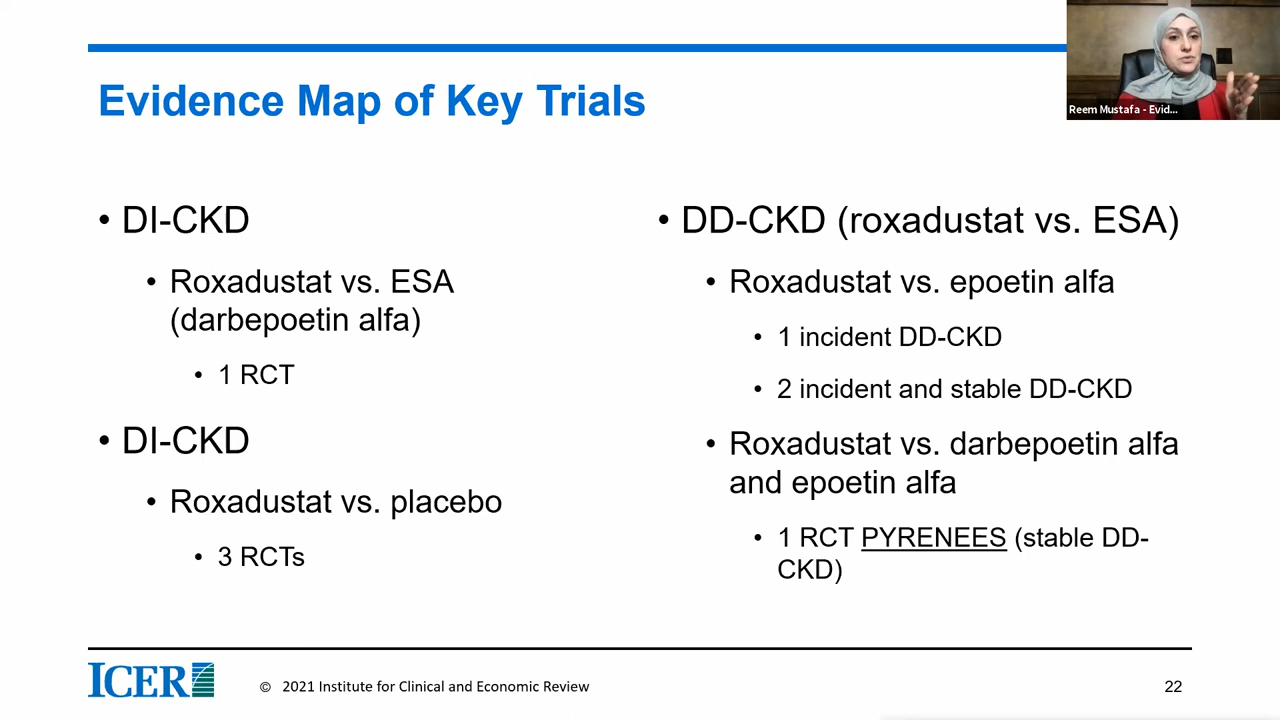 Evidence Map of Key Trials
Reem Mustafa - Evid...
• DI-CKD
• Roxadustat vs. ESA
(darbepoetin alfa)
• 1 RCT
• DI-CKD
• Roxadustat vs. placebo
• 3 RCTs
• DD-CKD (roxadustat vs. ESA)
• Roxadustat vs. epoetin alfa
• 1 incident DD-CKD
• 2 incident and stable DD-CKD
• Roxadustat vs. darbepoetin alfa
and epoetin alfa
• 1 RCT PYRENEES (stable DD-
CKD)
ICER
© 2021 Institute for Clinical and Economic Review
22